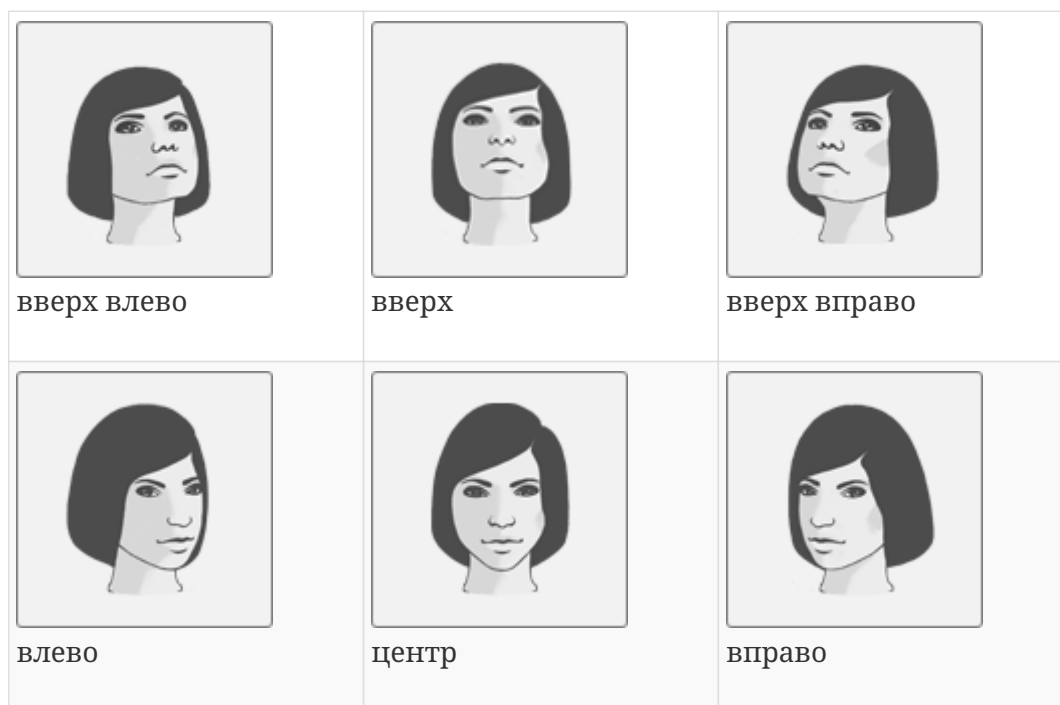 вверх влево
вверх
вверх вправо
влево
центр
вправо